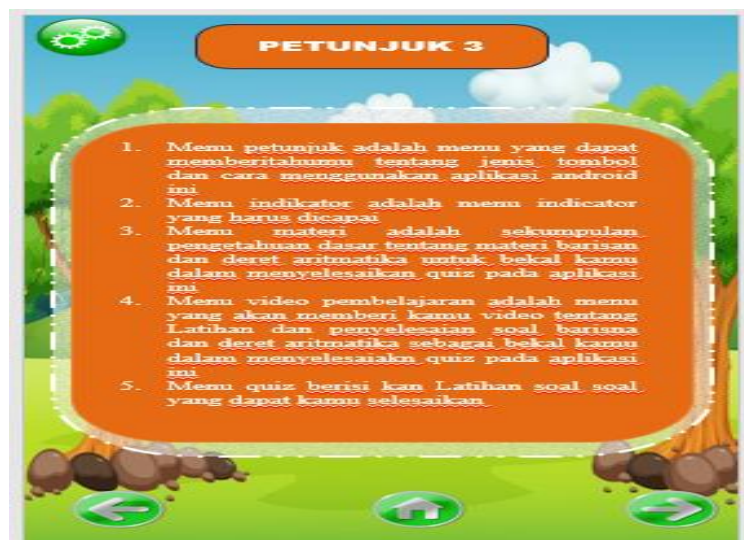 PETUNJUK 3
1. Menu petunjuk adalah menu yang dapat
memberitahumu tentang jenis tombol
dan cara menggunakan aplikasi android
ini
2. Menu indikator adalah menu indicator
yang harus dicapai
3. Menu materi adalah sekumpulan
pengetahuan dasar tentang materi barisan
dan deret aritmatika untuk bekal kamu
dalam menyelesaikan quiz pada aplikasi
ini
4. Menu video pembelajaran adalah menu
yang akan memberi kamu video tentang
Latihan dan penyelesaian soal barisna
dan deret aritmatika sebagai bekal kamu
dalam menyelesaiakn quiz pada aplikasi
ini
5. Menu quiz berisi kan Latihan soal soal
yang dapat kamu selesaikan